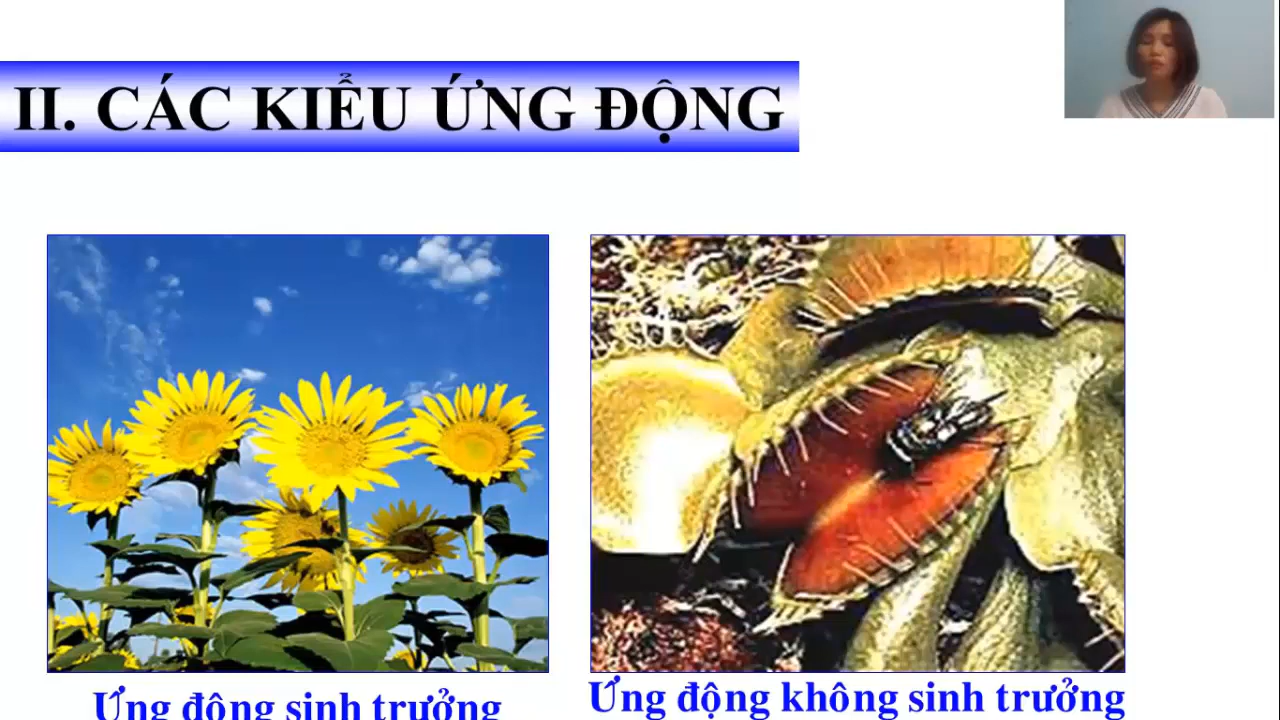 II. CÁC KIỂU ỨNG ĐỘNG
Ứng động sinh trưởng
Ứng động không sinh trưởng